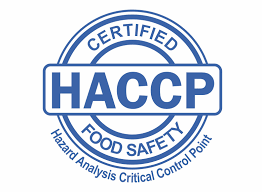 CERTIFIED
HACCP
FOOD SAFETY
Hazard Analysis Critical Control Point